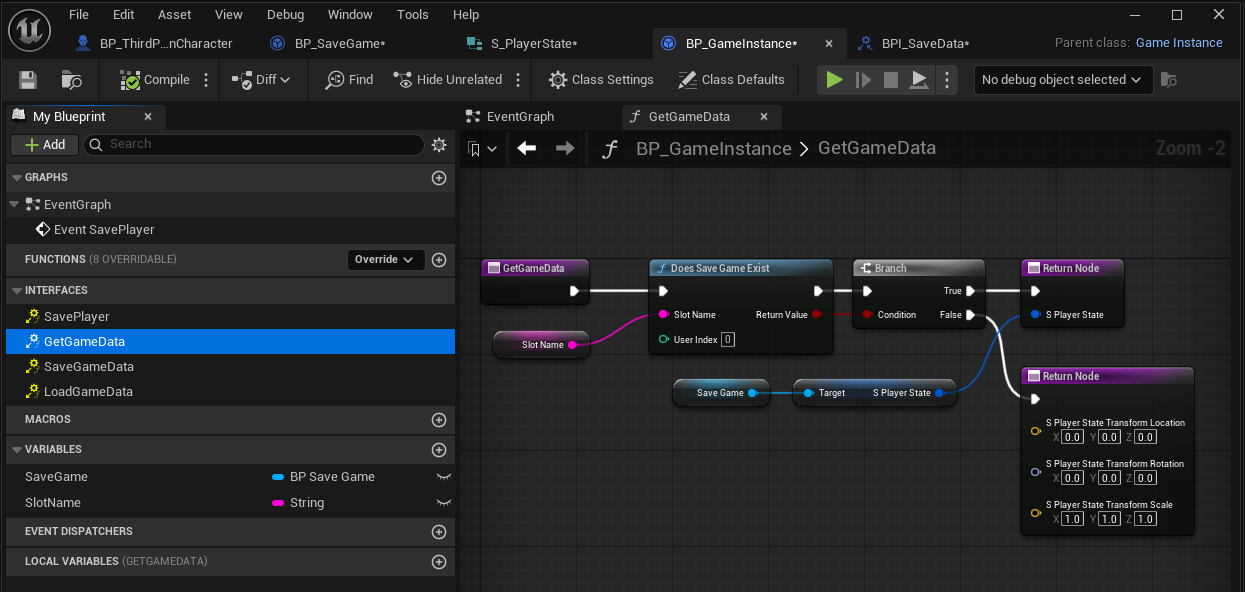 File Edit Asset View Debug Window Tools Help
BP_ThirdP...nCharacter BP_SaveGame* S_PlayerState* BP_GameInstance* BPI_SaveData* Parent class: Game Instance
Compile Diff Find Hide Unrelated Class Settings Class Defaults No debug object selected
My Blueprint
Add Search
GRAPHS
EventGraph
Event SavePlayer
FUNCTIONS (8 OVERRIDABLE) Override
INTERFACES
SavePlayer
GetGameData
SaveGameData
LoadGameData
MACROS
VARIABLES
SaveGame BP Save Game
SlotName String
EVENT DISPATCHERS
LOCAL VARIABLES (GETGAMEDATA)
EventGraph GetGameData
BP_GameInstance > GetGameData Zoom -2
GetGameData
Slot Name
Does Save Game Exist
Slot Name Return Value
User Index 0
Branch
True
Condition False
Return Node
S Player State
Save Game
Target S Player State
Return Node
S Player State Transform Location
X 0.0 Y 0.0 Z 0.0
S Player State Transform Rotation
X 0.0 Y 0.0 Z 0.0
S Player State Transform Scale
X 1.0 Y 1.0 Z 1.0